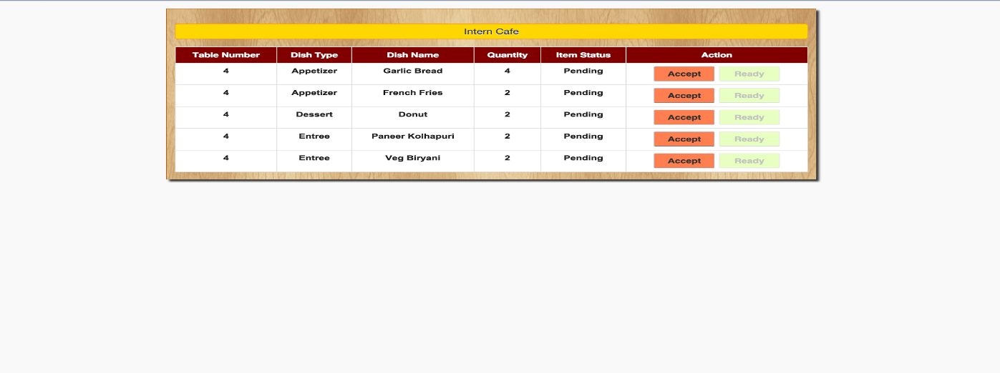 Intern Cafe
Table Number Dish Type Dish Name Quantity Item Status Action
4 Appetizer Garlic Bread 4 Pending Accept Ready
4 Appetizer French Fries 2 Pending Accept Ready
4 Dessert Donut 2 Pending Accept Ready
4 Entree Paneer Kolhapuri 2 Pending Accept Ready
4 Entree Veg Biryani 2 Pending Accept Ready